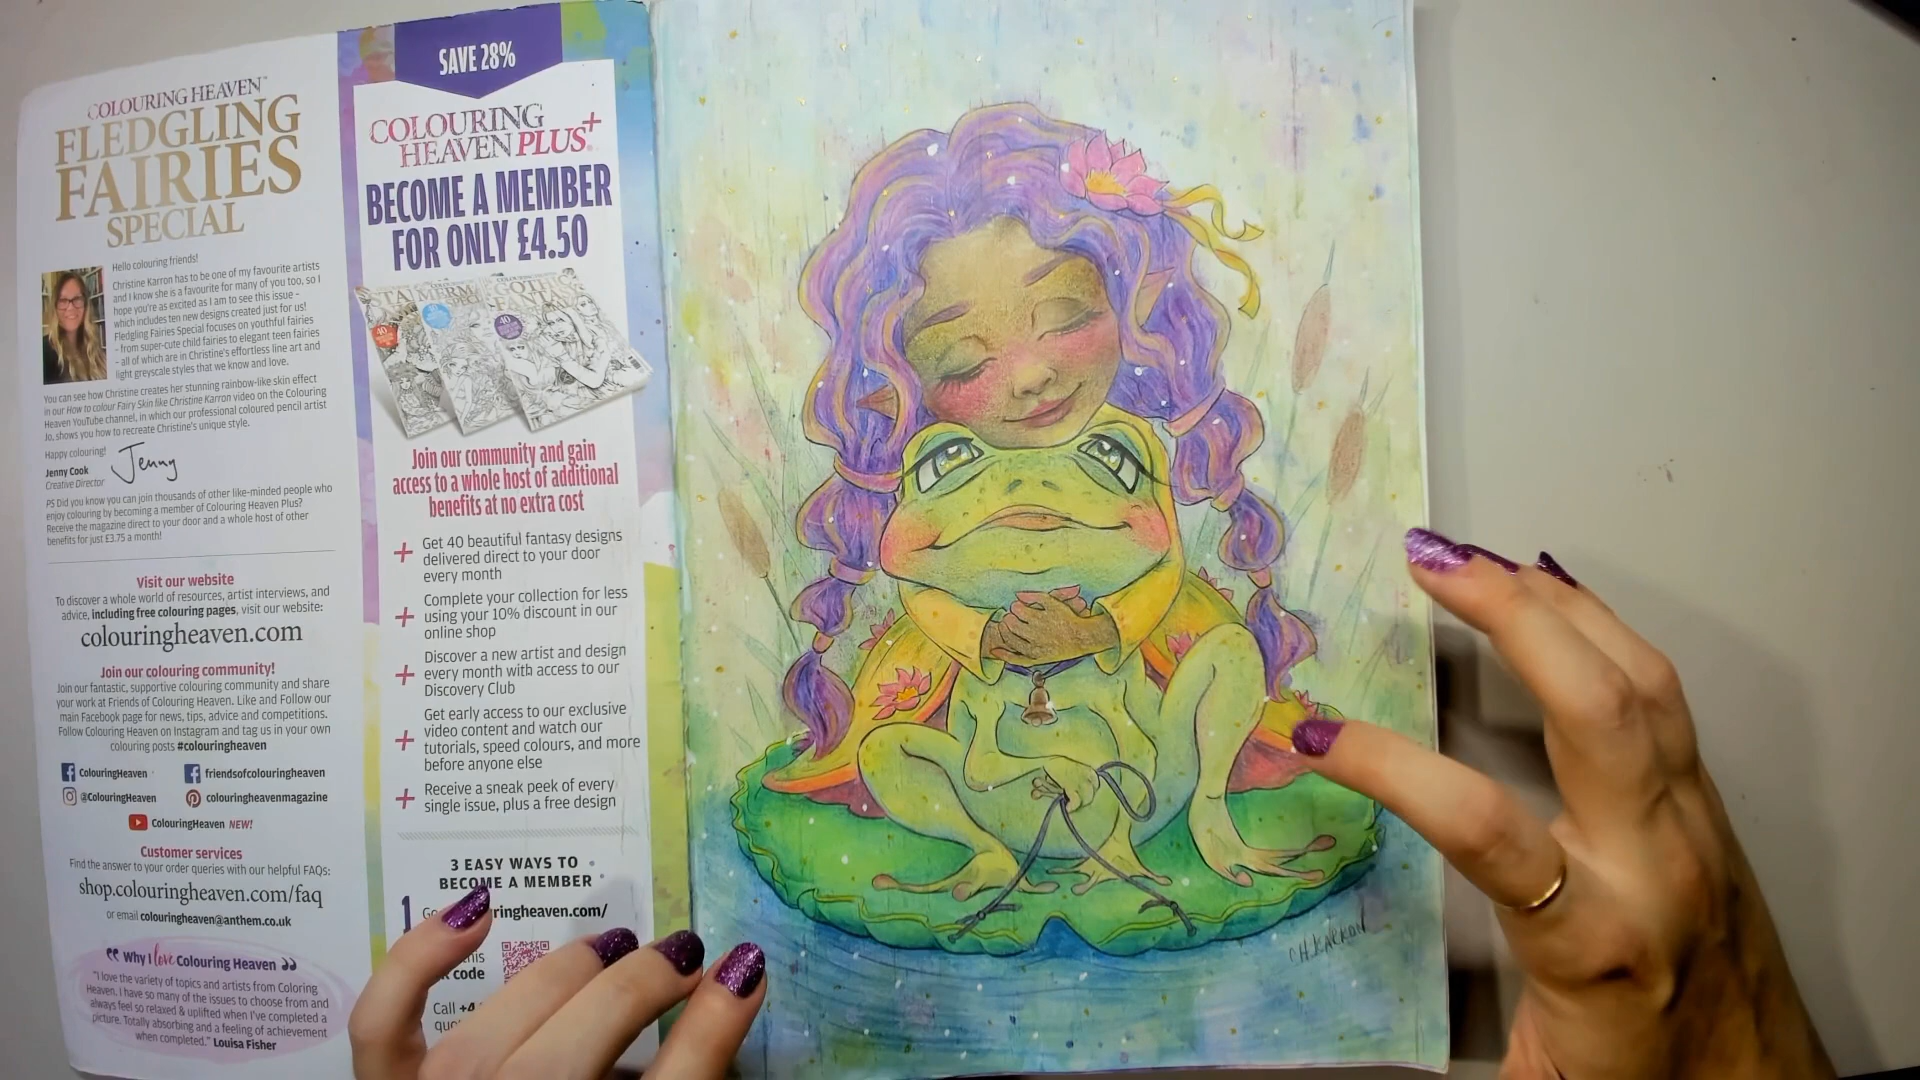 COLOURING HEAVEN™
FLEDGLING
FAIRIES
SPECIAL
Hello colouring friends!
Christine Karron has to be one of my favourite artists
and I know she is a favourite for many of you too, so I
hope you're as excited as I am to see this issue –
which includes ten new designs created just for us!
Fledgling Fairies Special focuses on youthful fairies
– from super-cute child fairies to elegant teen fairies
– all of which are in Christine's effortless line art and
light greyscale styles that we know and love.
You can see how Christine creates her stunning rainbow-like skin effect
in our How to colour Fairy Skin like Christine Karron video on the Colouring
Heaven YouTube channel, in which our professional coloured pencil artist
Jo, shows you how to recreate Christine's unique style.
Happy colouring!
Jenny Cook
Creative Director
Jenny
PS Did you know you can join thousands of other like-minded people who
enjoy colouring by becoming a member of Colouring Heaven Plus?
Receive the magazine direct to your door and a whole host of other
benefits for just £3.75 a month!
Visit our website
To discover a whole world of resources, artist interviews, and
advice, including free colouring pages, visit our website:
colouringheaven.com
Join our colouring community!
Join our fantastic, supportive colouring community and share
your work at Friends of Colouring Heaven. Like and Follow our
main Facebook page for news, tips, advice and competitions.
Follow Colouring Heaven on Instagram and tag us in your own
colouring posts #colouringheaven
ColouringHeaven
friendsofcolouringheaven
@ColouringHeaven
colouringheavenmagazine
ColouringHeaven NEW!
Customer services
Find the answer to your order queries with our helpful FAQs:
shop.colouringheaven.com/faq
or email colouringheaven@anthem.co.uk
“ Why I love Colouring Heaven ”
"I love the variety of topics and artists from Coloring
Heaven. I have so many of the issues to choose from and
always feel so relaxed & uplifted when I've completed a
picture. Totally absorbing and a feeling of achievement
when completed." Louisa Fisher
SAVE 28%
COLOURING
HEAVEN PLUS+
BECOME A MEMBER
FOR ONLY £4.50
40
40
Join our community and gain
access to a whole host of additional
benefits at no extra cost
+ Get 40 beautiful fantasy designs
delivered direct to your door
every month
+ Complete your collection for less
using your 10% discount in our
online shop
+ Discover a new artist and design
every month with access to our
Discovery Club
+ Get early access to our exclusive
video content and watch our
tutorials, speed colours, and more
before anyone else
+ Receive a sneak peek of every
single issue, plus a free design
3 EASY WAYS TO
BECOME A MEMBER
1
ringheaven.com/
this
code
Call +4
CH.KARRON